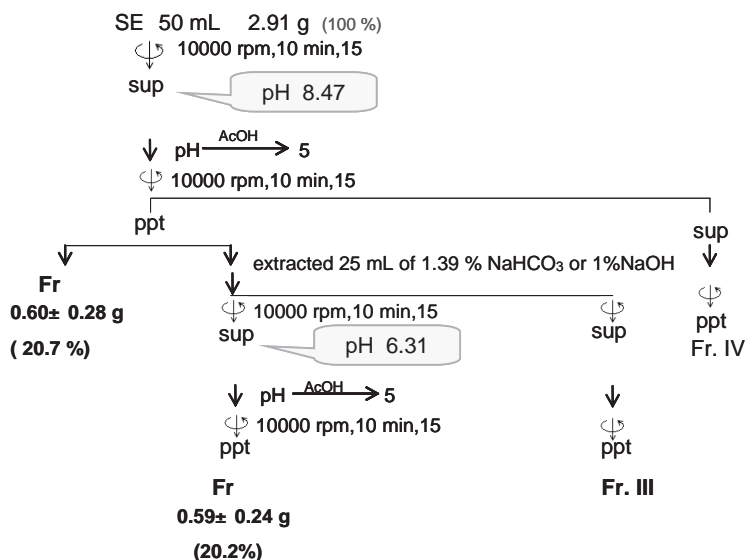 SE 50 mL 2.91 g (100 %)
10000 rpm,10 min,15
sup
pH 8.47
pH AcOH 5
10000 rpm,10 min,15
ppt
sup
extracted 25 mL of 1.39 % NaHCO₃ or 1%NaOH
Fr
0.60± 0.28 g
( 20.7 %)
10000 rpm,10 min,15
sup
pH 6.31
sup
ppt
Fr. IV
pH AcOH 5
10000 rpm,10 min,15
ppt
ppt
Fr
Fr. III
0.59± 0.24 g
(20.2%)